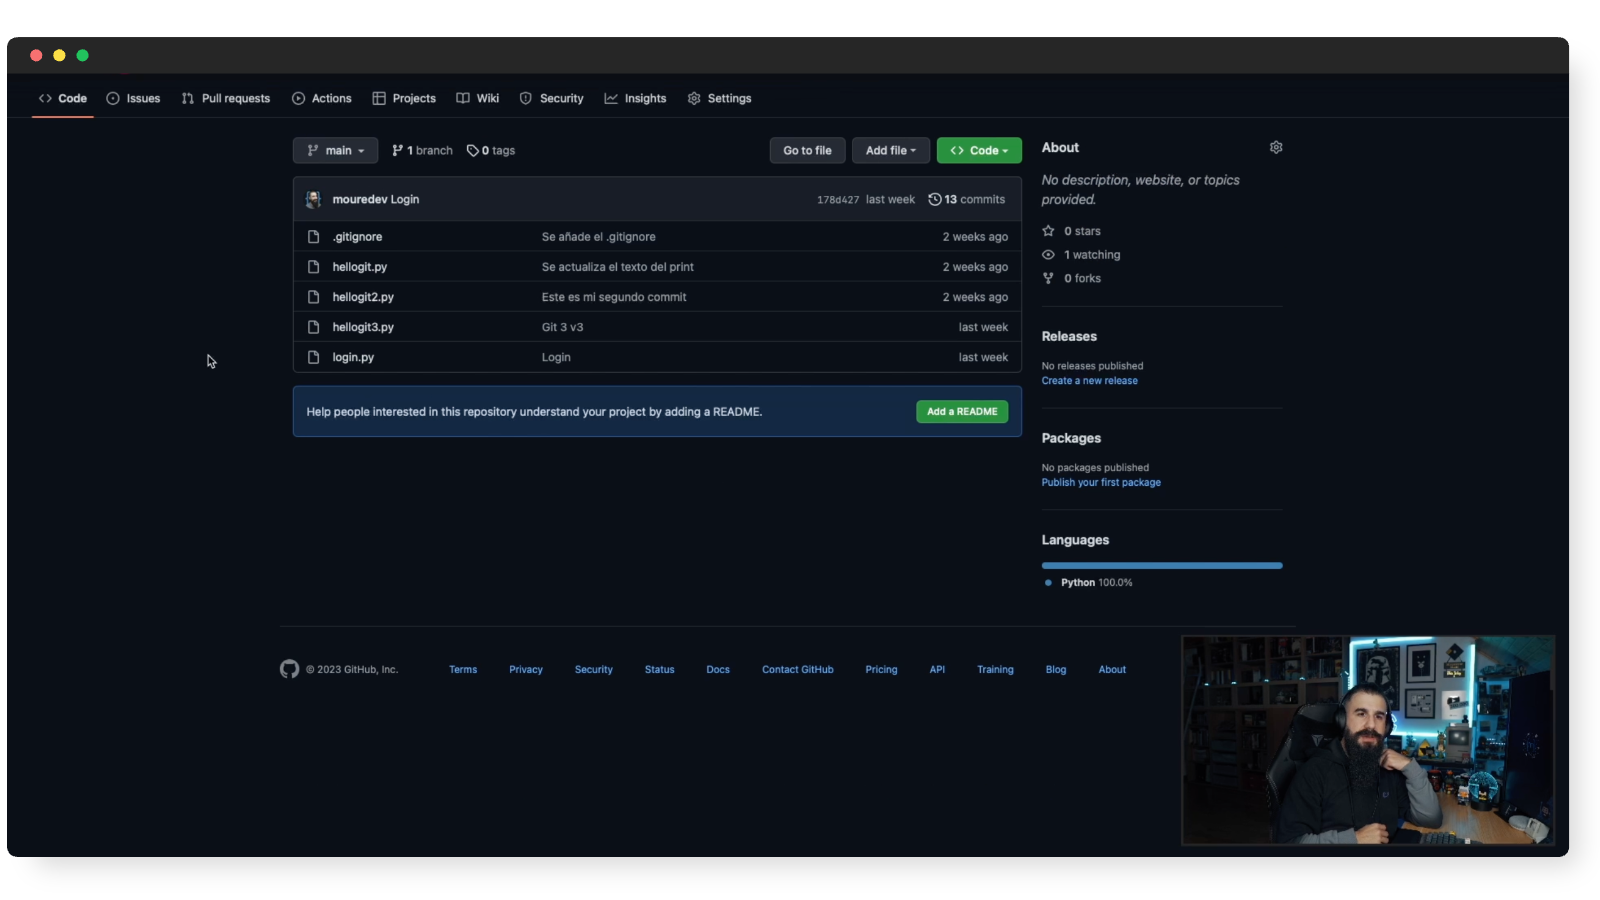 Code Issues Pull requests Actions Projects Wiki Security Insights Settings
main 1 branch 0 tags Go to file Add file Code
mouredev Login 178d427 last week 13 commits
.gitignore Se añade el .gitignore 2 weeks ago
hellogit.py Se actualiza el texto del print 2 weeks ago
hellogit2.py Este es mi segundo commit 2 weeks ago
hellogit3.py Git 3 v3 last week
login.py Login last week
Help people interested in this repository understand your project by adding a README. Add a README
About
No description, website, or topics
provided.
0 stars
1 watching
0 forks
Releases
No releases published
Create a new release
Packages
No packages published
Publish your first package
Languages
Python 100.0%
© 2023 GitHub, Inc. Terms Privacy Security Status Docs Contact GitHub Pricing API Training Blog About